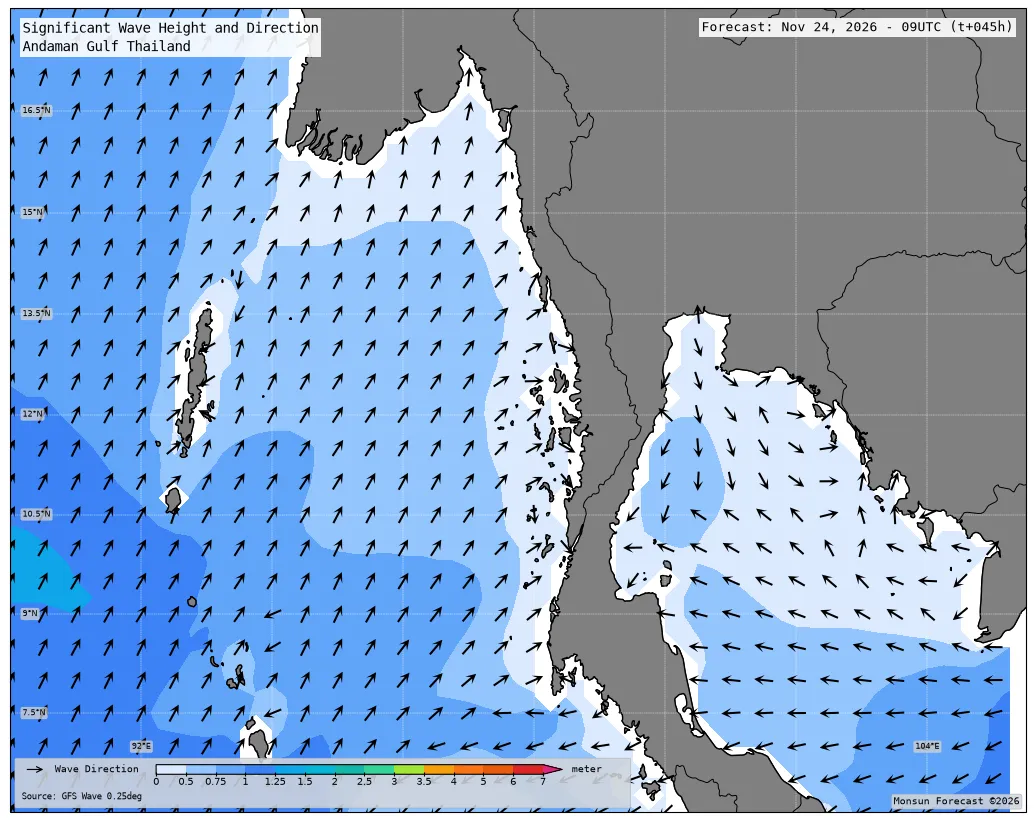 Significant Wave Height and Direction
Andaman Gulf Thailand
Forecast: Nov 24, 2026 - 09UTC (t+045h)
16.5°N
15°N
13.5°N
12°N
10.5°N
9°N
7.5°N
92°E
104°E
Wave Direction
meter
0.5 0.75 1 1.25 1.5 2 2.5 3 3.5 4 5 6 7
Source: GFS Wave 0.25deg
Monsun Forecast ©2026